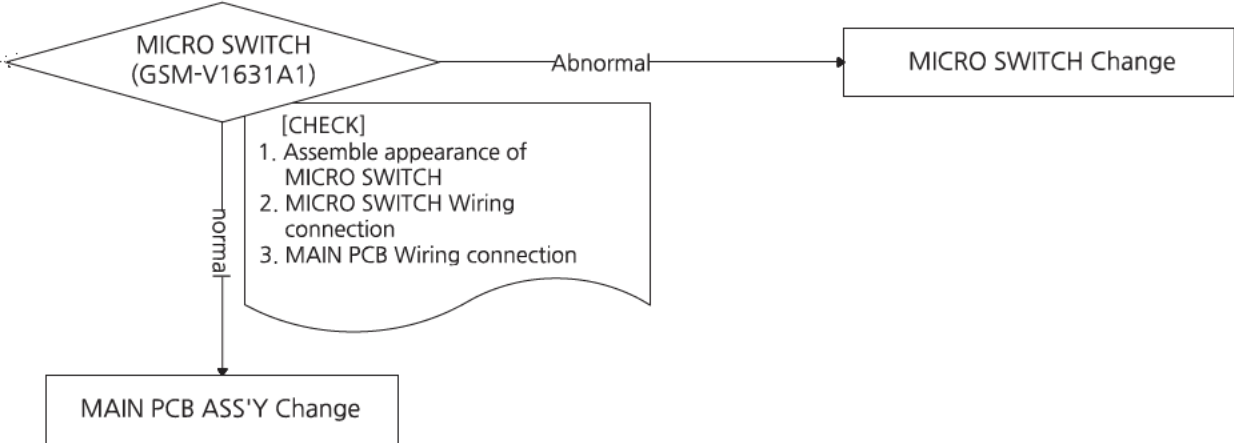 MICRO SWITCH
(GSM-V1631A1)
Abnormal
MICRO SWITCH Change
[CHECK]
1. Assemble appearance of
MICRO SWITCH
2. MICRO SWITCH Wiring
connection
3. MAIN PCB Wiring connection
normal
MAIN PCB ASS'Y Change